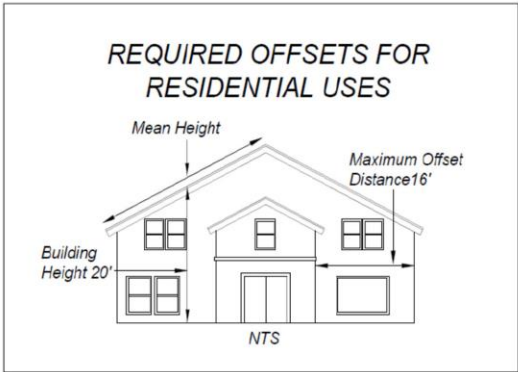 REQUIRED OFFSETS FOR
RESIDENTIAL USES
Mean Height
Maximum Offset
Distance16'
Building
Height 20'
NTS